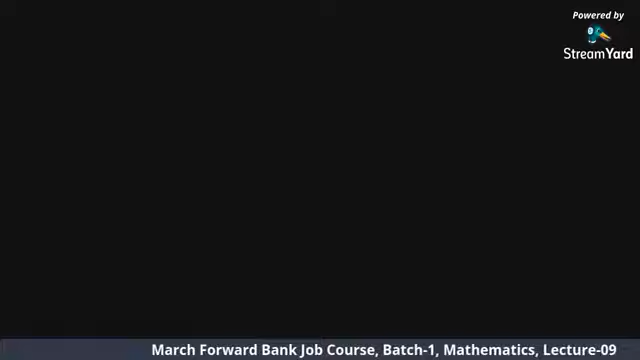 Powered by
StreamYard
March Forward Bank Job Course, Batch-1, Mathematics, Lecture-09